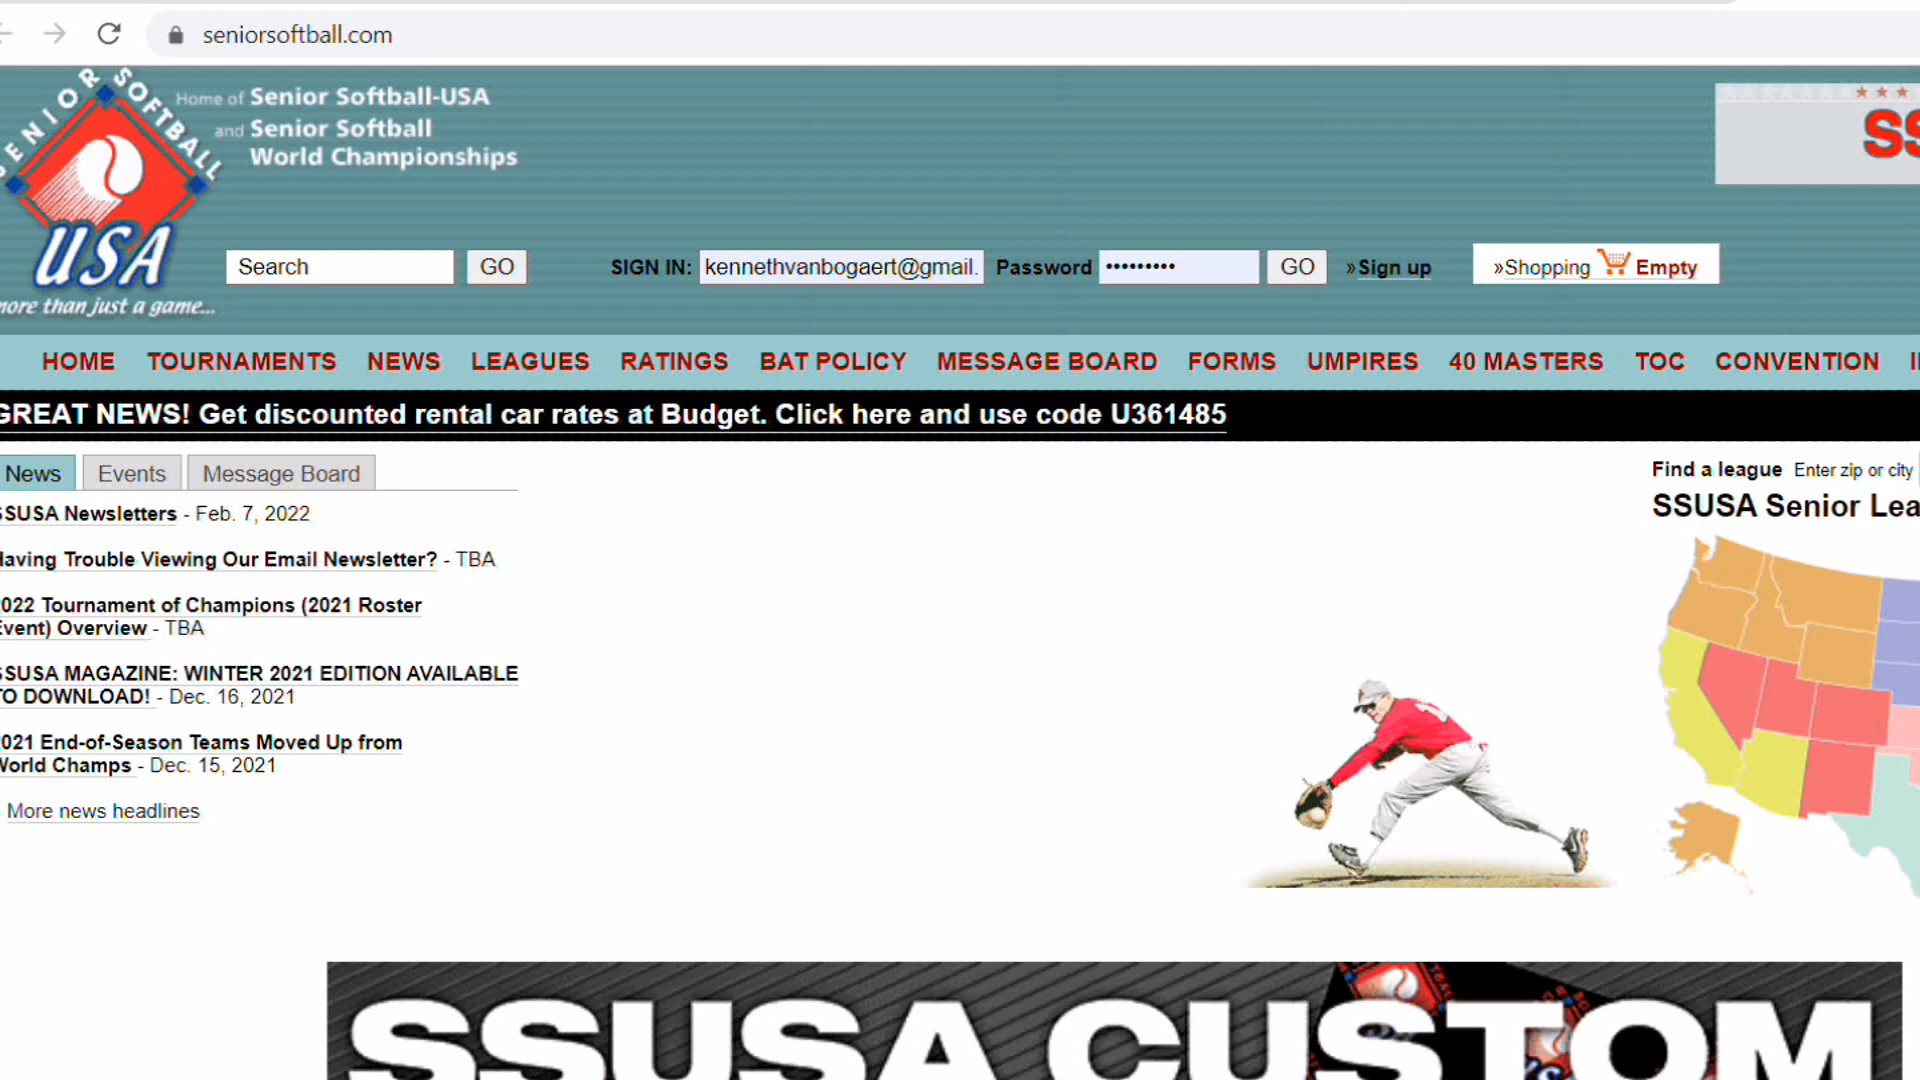 seniorsoftball.com
SENIOR SOFTBALL
USA
more than just a game...
Home of Senior Softball-USA
and Senior Softball
World Championships
SS
Search GO SIGN IN: kennethvanbogaert@gmail. Password ••••••••• GO »Sign up »Shopping Empty
HOME TOURNAMENTS NEWS LEAGUES RATINGS BAT POLICY MESSAGE BOARD FORMS UMPIRES 40 MASTERS TOC CONVENTION
GREAT NEWS! Get discounted rental car rates at Budget. Click here and use code U361485
News Events Message Board
SSUSA Newsletters - Feb. 7, 2022
Having Trouble Viewing Our Email Newsletter? - TBA
2022 Tournament of Champions (2021 Roster
Event) Overview - TBA
SSUSA MAGAZINE: WINTER 2021 EDITION AVAILABLE
TO DOWNLOAD! - Dec. 16, 2021
2021 End-of-Season Teams Moved Up from
World Champs - Dec. 15, 2021
More news headlines
Find a league Enter zip or city
SSUSA Senior Lea
SSUSA CUSTOM